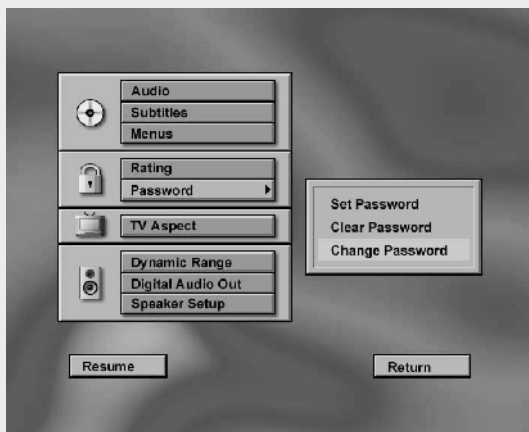 Audio
Subtitles
Menus
Rating
Password
TV Aspect
Dynamic Range
Digital Audio Out
Speaker Setup
Set Password
Clear Password
Change Password
Resume
Return